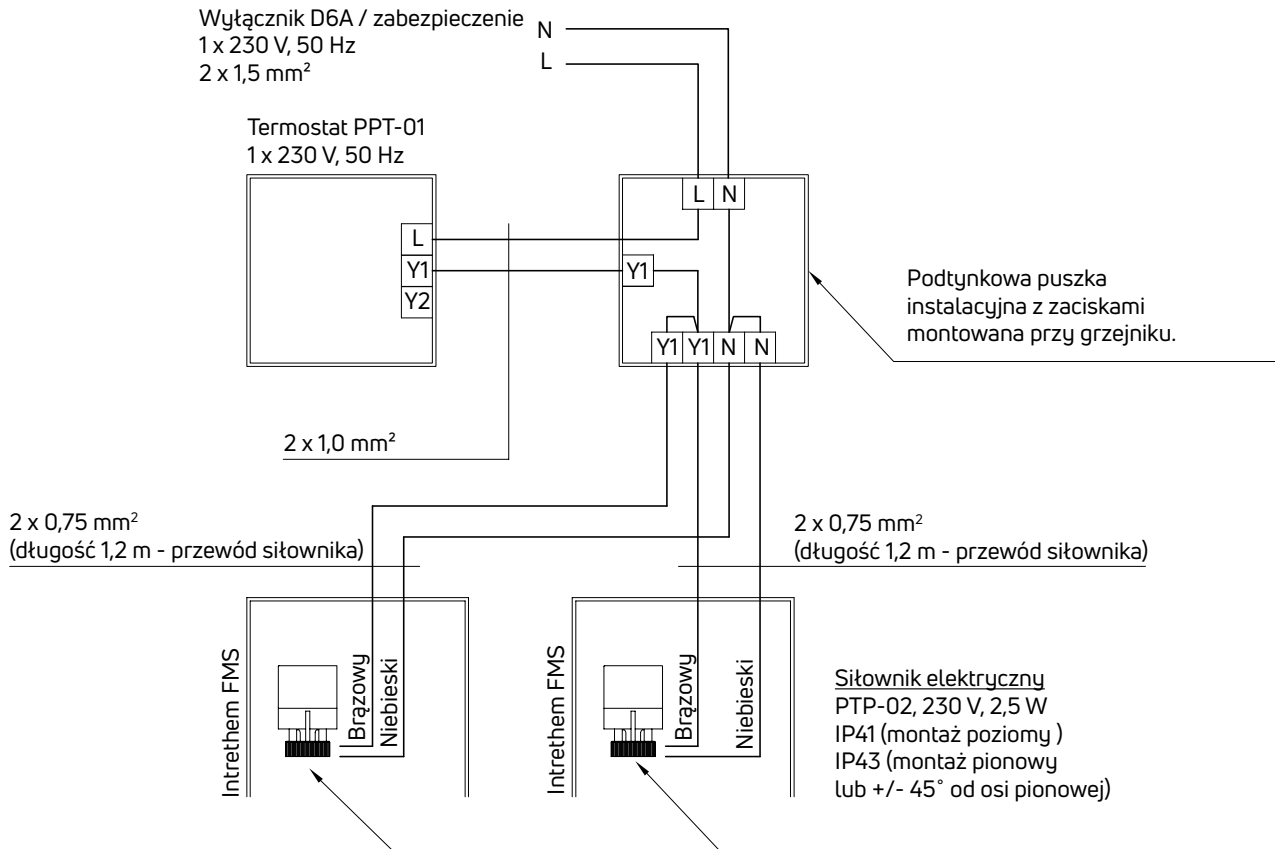 Wyłącznik D6A / zabezpieczenie
1 x 230 V, 50 Hz
2 x 1,5 mm²
N
L
Termostat PPT-01
1 x 230 V, 50 Hz
L
Y1
Y2
L N
Y1
Y1 Y1 N N
Podtynkowa puszka
instalacyjna z zaciskami
montowana przy grzejniku.
2 x 1,0 mm²
2 x 0,75 mm²
(długość 1,2 m - przewód siłownika)
2 x 0,75 mm²
(długość 1,2 m - przewód siłownika)
Intrethem FMS
Brązowy
Niebieski
Intrethem FMS
Brązowy
Niebieski
Siłownik elektryczny
PTP-02, 230 V, 2,5 W
IP41 (montaż poziomy )
IP43 (montaż pionowy
lub +/- 45° od osi pionowej)